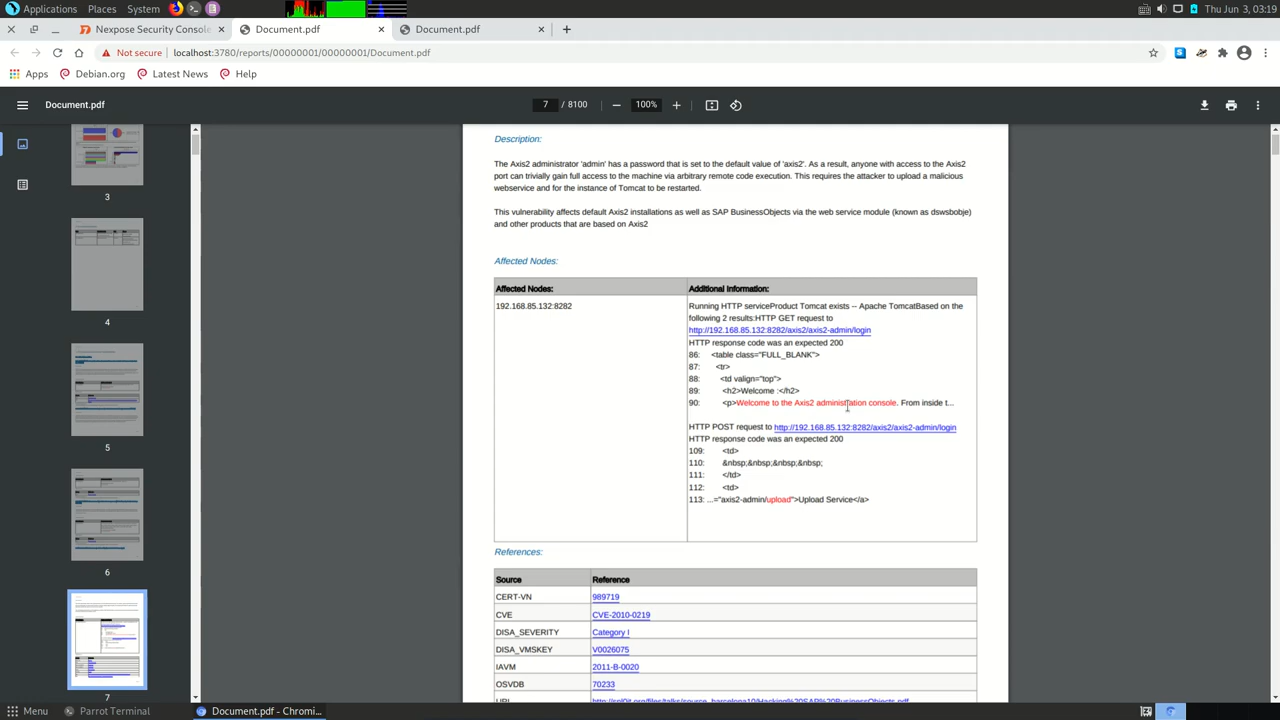 Applications Places System Thu Jun 3, 03:19
Nexpose Security Console
Document.pdf
Document.pdf
Not secure localhost:3780/reports/00000001/00000001/Document.pdf
Apps Debian.org Latest News Help
Document.pdf 7 / 8100 100%
3
4
5
6
7
Description:
The Axis2 administrator 'admin' has a password that is set to the default value of 'axis2'. As a result, anyone with access to the Axis2
port can trivially gain full access to the machine via arbitrary remote code execution. This requires the attacker to upload a malicious
webservice and for the instance of Tomcat to be restarted.
This vulnerability affects default Axis2 installations as well as SAP BusinessObjects via the web service module (known as dswsbobje)
and other products that are based on Axis2
Affected Nodes:
Affected Nodes: Additional Information:
192.168.85.132:8282 Running HTTP serviceProduct Tomcat exists -- Apache TomcatBased on the
following 2 results:HTTP GET request to
http://192.168.85.132:8282/axis2/axis2-admin/login
HTTP response code was an expected 200
86: <table class="FULL_BLANK">
87: <tr>
88: <td valign="top">
89: <h2>Welcome :</h2>
90: <p>Welcome to the Axis2 administration console. From inside t...
HTTP POST request to http://192.168.85.132:8282/axis2/axis2-admin/login
HTTP response code was an expected 200
109: <td>
110: &nbsp;&nbsp;&nbsp;&nbsp;
111: </td>
112: <td>
113: ...="axis2-admin/upload">Upload Service</a>
References:
Source Reference
CERT-VN 989719
CVE CVE-2010-0219
DISA_SEVERITY Category I
DISA_VMSKEY V0026075
IAVM 2011-B-0020
OSVDB 70233
Menu Parrot Terminal Document.pdf - Chromi...